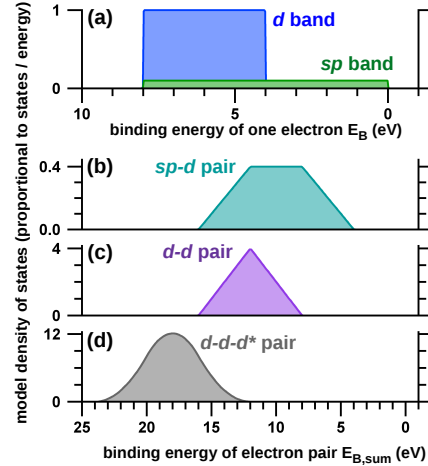 model density of states (proportional to states / energy)
(a)
1
0
d band
sp band
10 5 0
binding energy of one electron E_B (eV)
(b)
0.4
0.0
sp-d pair
(c)
4
0
d-d pair
(d)
12
0
d-d-d* pair
25 20 15 10 5 0
binding energy of electron pair E_B,sum (eV)